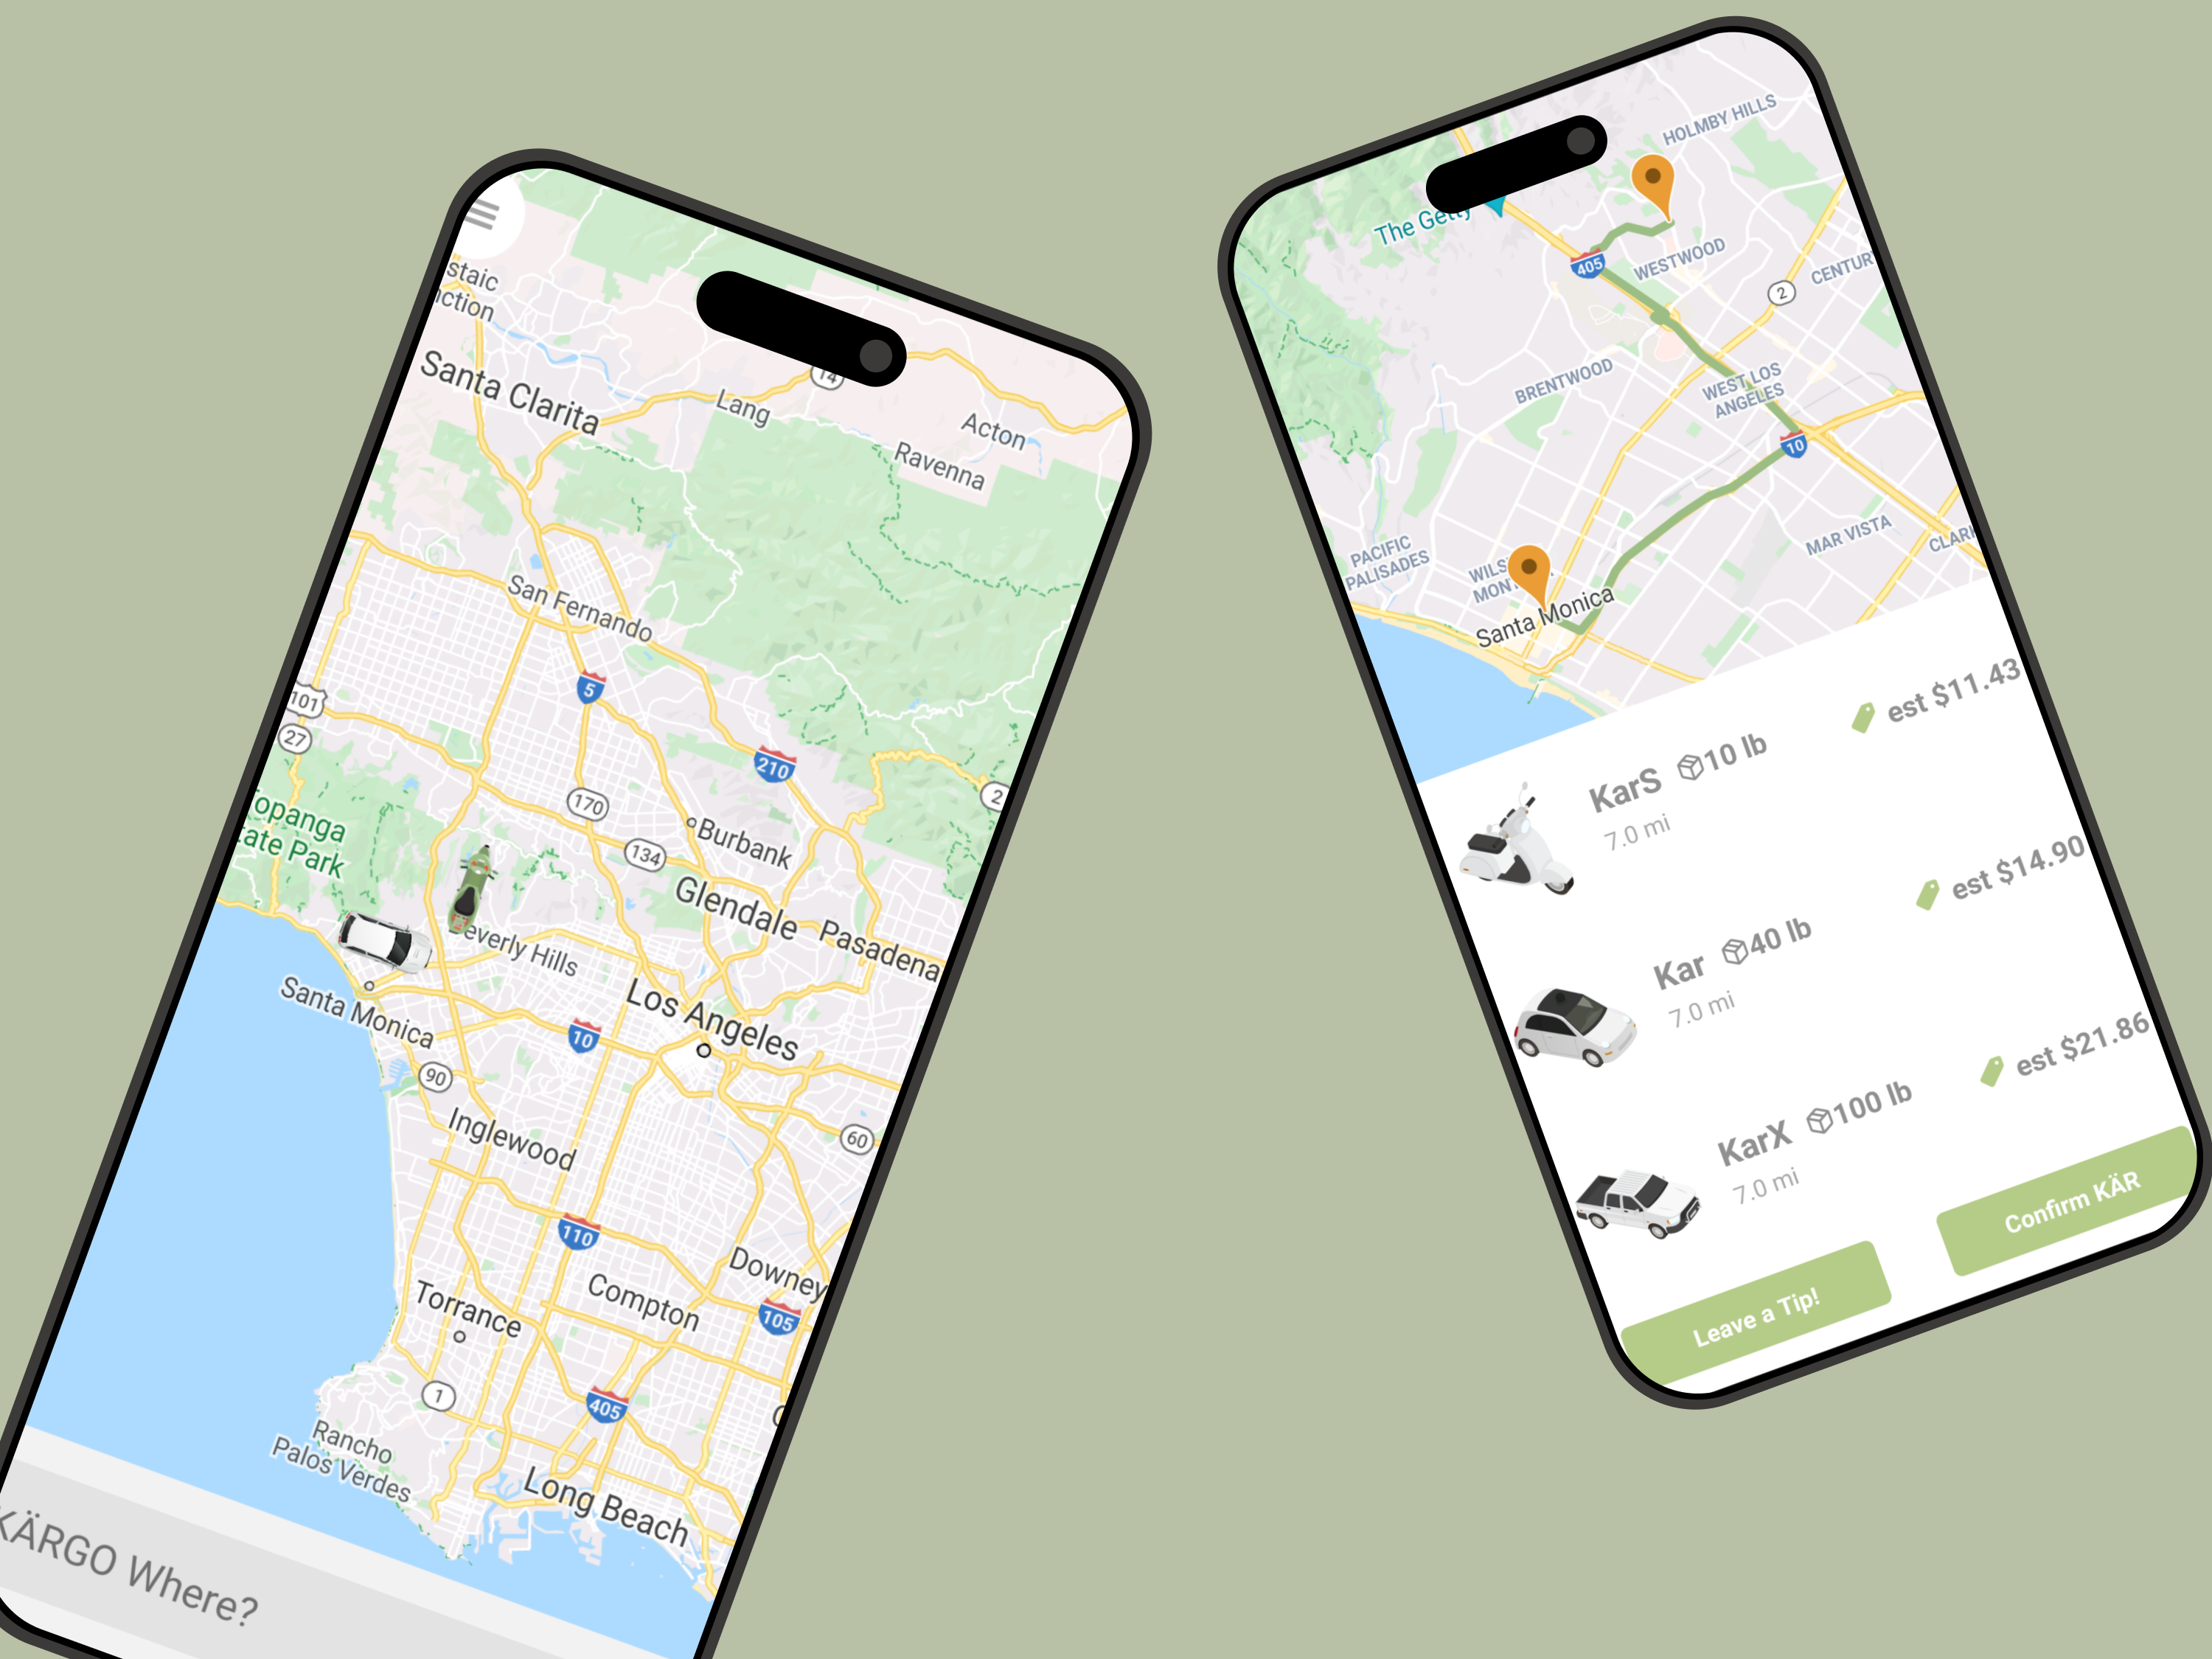 staic
nction
Santa Clarita
Lang
14
Acton
Ravenna
San Fernando
5
101
27
210
2
170
Burbank
134
opanga
ate Park
Glendale
Pasadena
everly Hills
Santa Monica
Los Angeles
10
90
Inglewood
60
110
Downey
Compton
105
Torrance
1
405
Rancho
Palos Verdes
Long Beach
KÄRGO Where?
HOLMBY HILLS
The Getty
405
WESTWOOD
CENTUR
2
BRENTWOOD
WEST LOS
ANGELES
10
MAR VISTA
CLAR
PACIFIC
PALISADES
WILS
MON
Santa Monica
KarS 10 lb est $11.43
7.0 mi
Kar 40 lb est $14.90
7.0 mi
KarX 100 lb est $21.86
7.0 mi
Leave a Tip!
Confirm KÄR